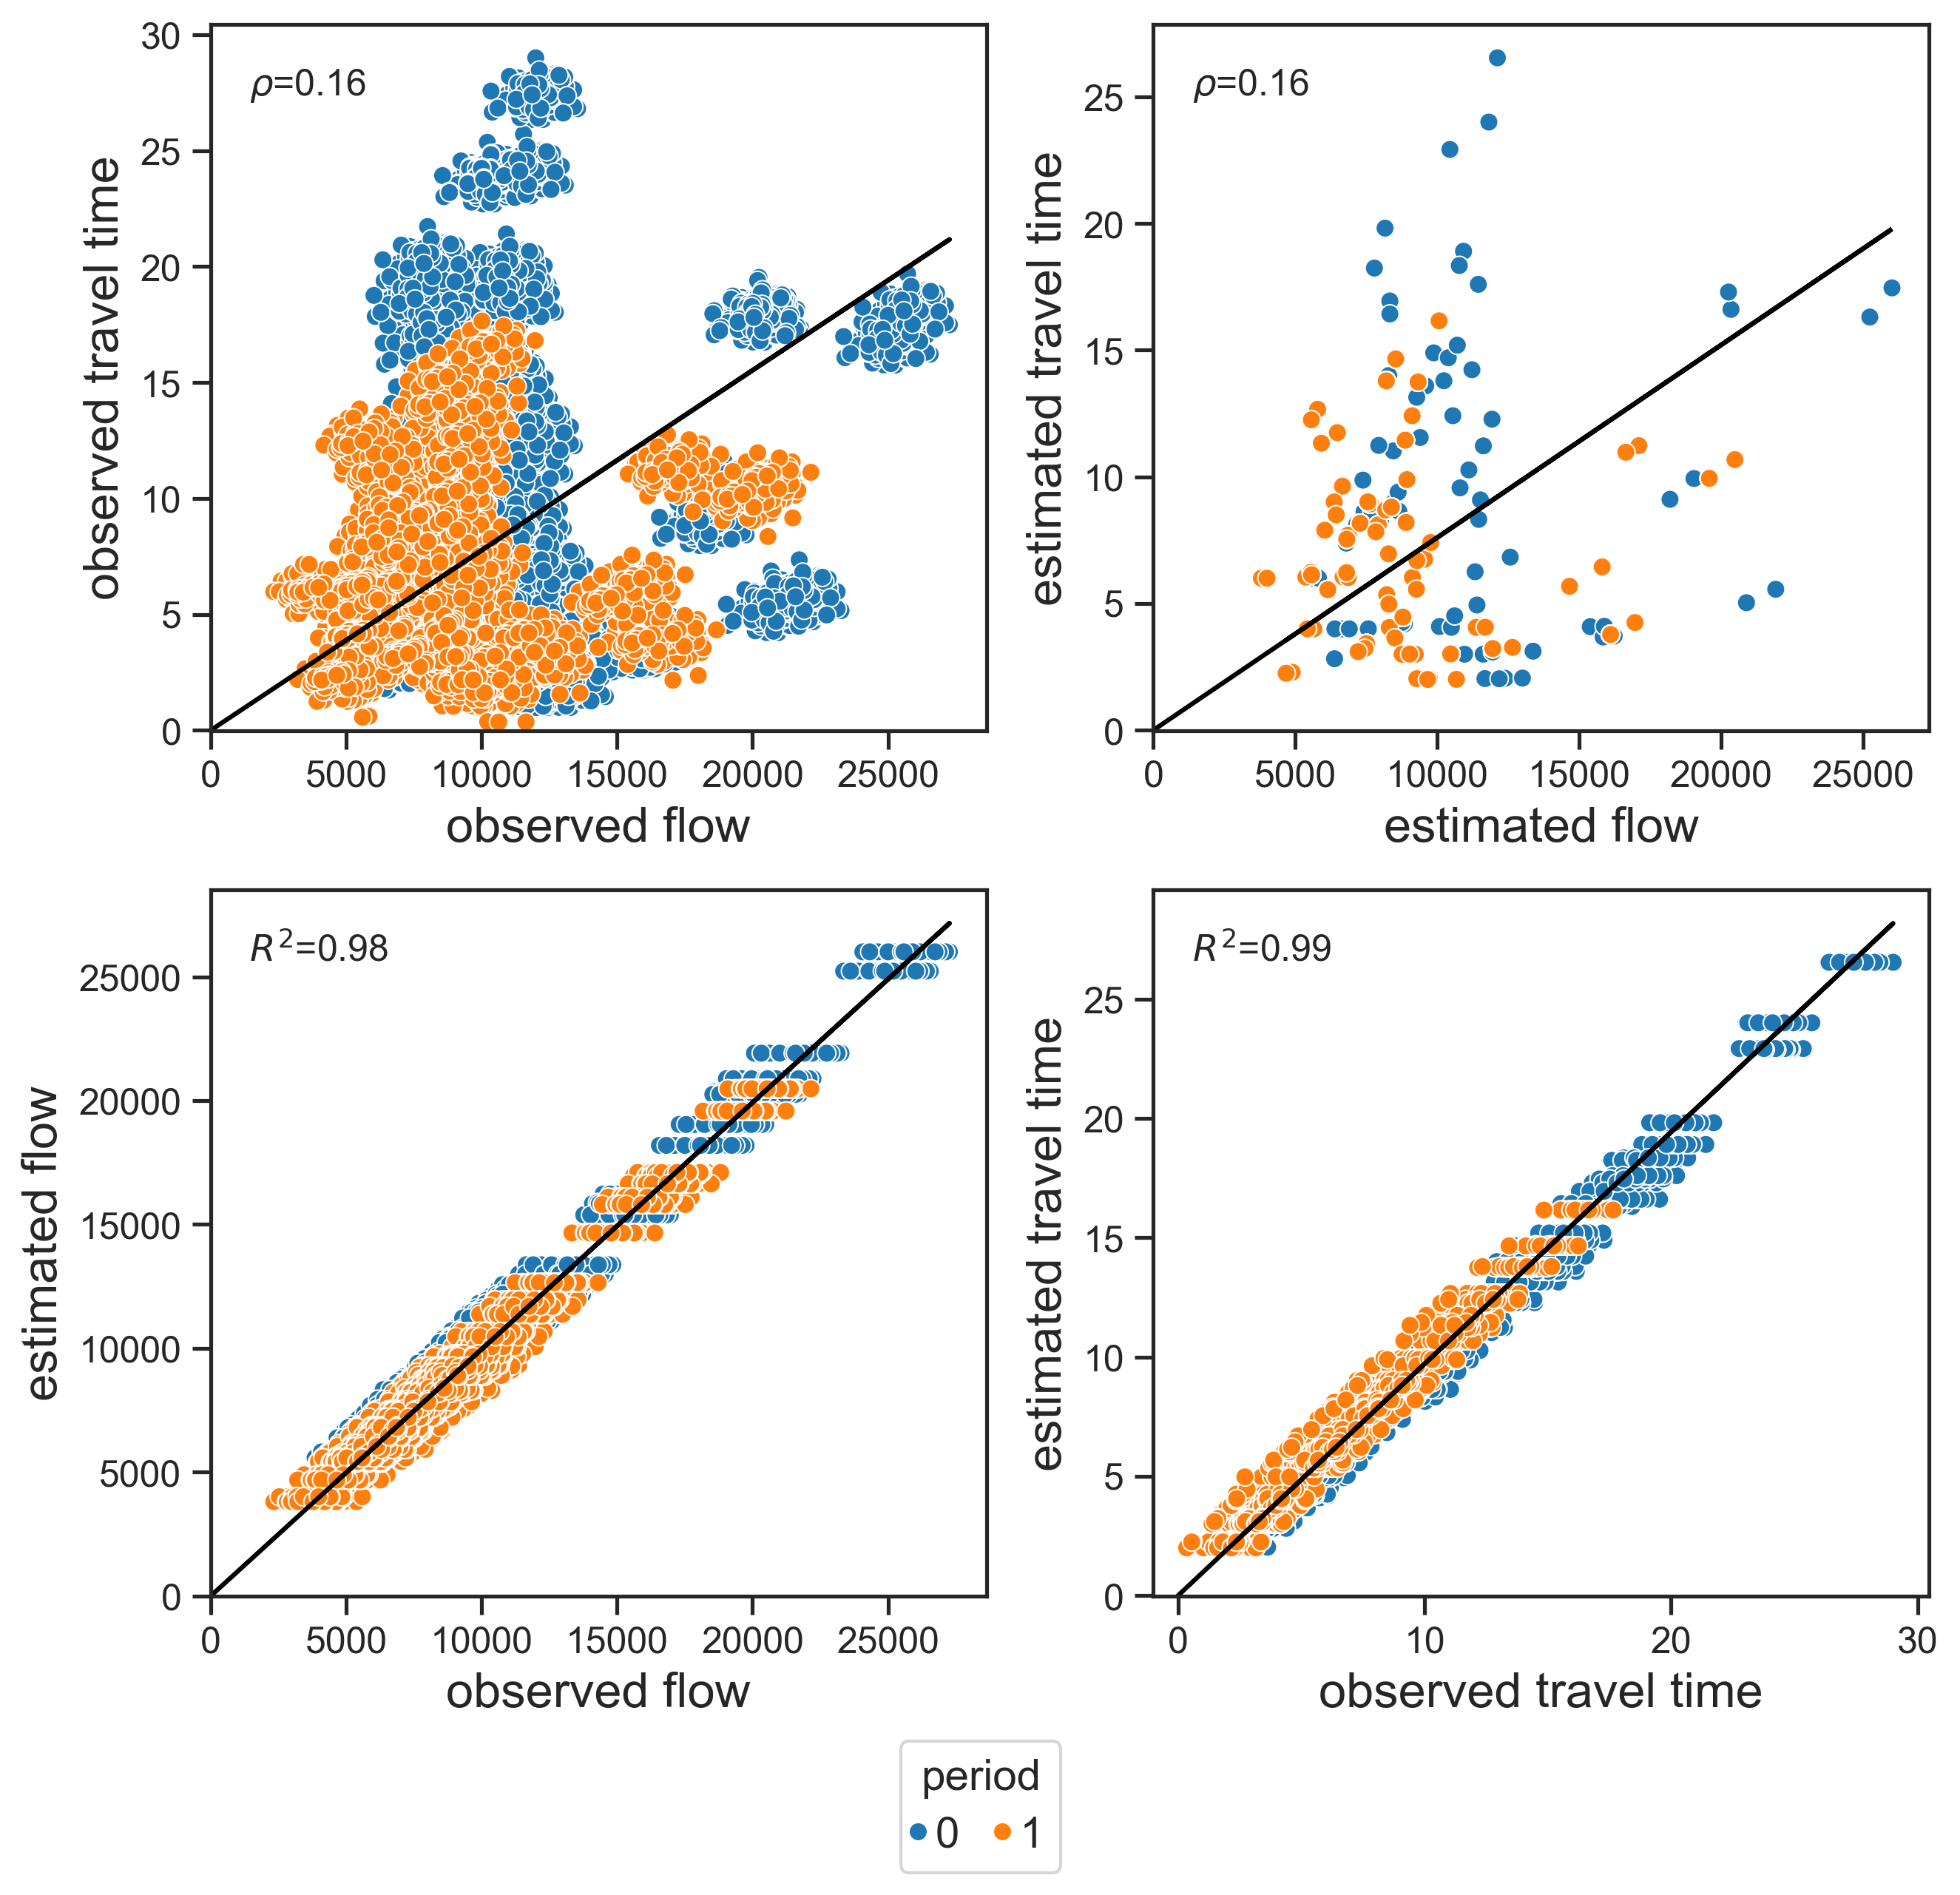 30
25
20
15
10
5
0
observed travel time
ρ=0.16
0 5000 10000 15000 20000 25000
observed flow
25
20
15
10
5
0
estimated travel time
ρ=0.16
0 5000 10000 15000 20000 25000
estimated flow
25000
20000
15000
10000
5000
0
estimated flow
R²=0.98
0 5000 10000 15000 20000 25000
observed flow
25
20
15
10
5
0
estimated travel time
R²=0.99
0 10 20 30
observed travel time
period
0 1